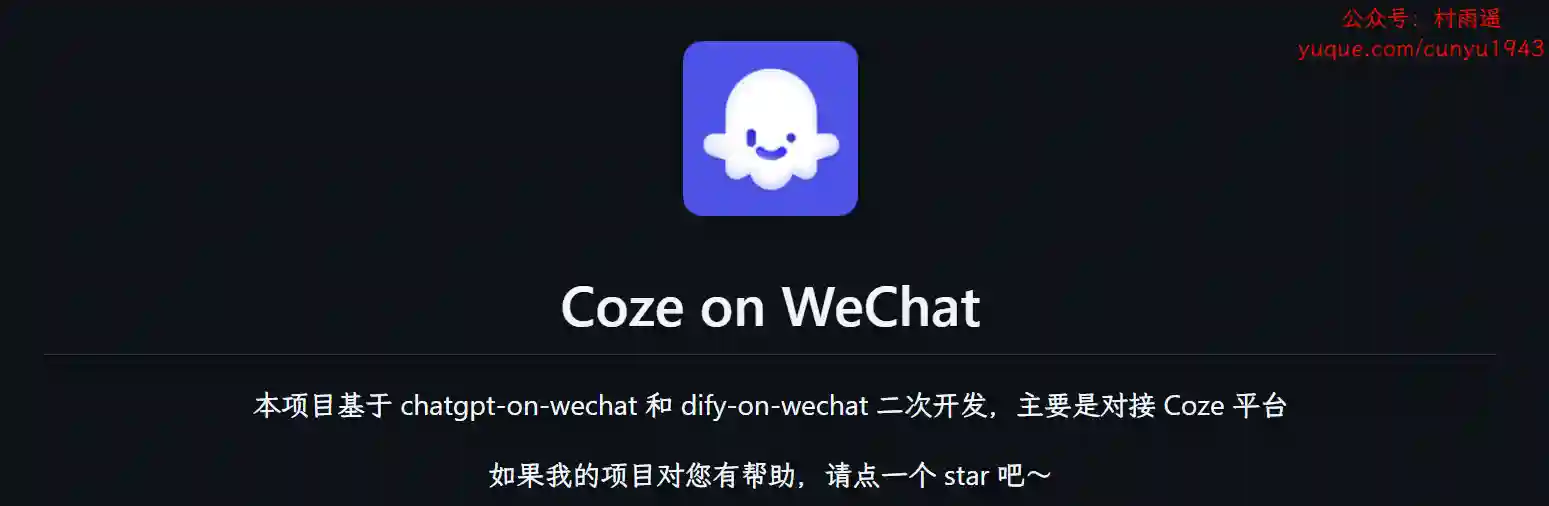 公众号：村雨遥
yuque.com/cunyu1943
Coze on WeChat
本项目基于 chatgpt-on-wechat 和 dify-on-wechat 二次开发，主要是对接 Coze 平台
如果我的项目对您有帮助，请点一个 star 吧～